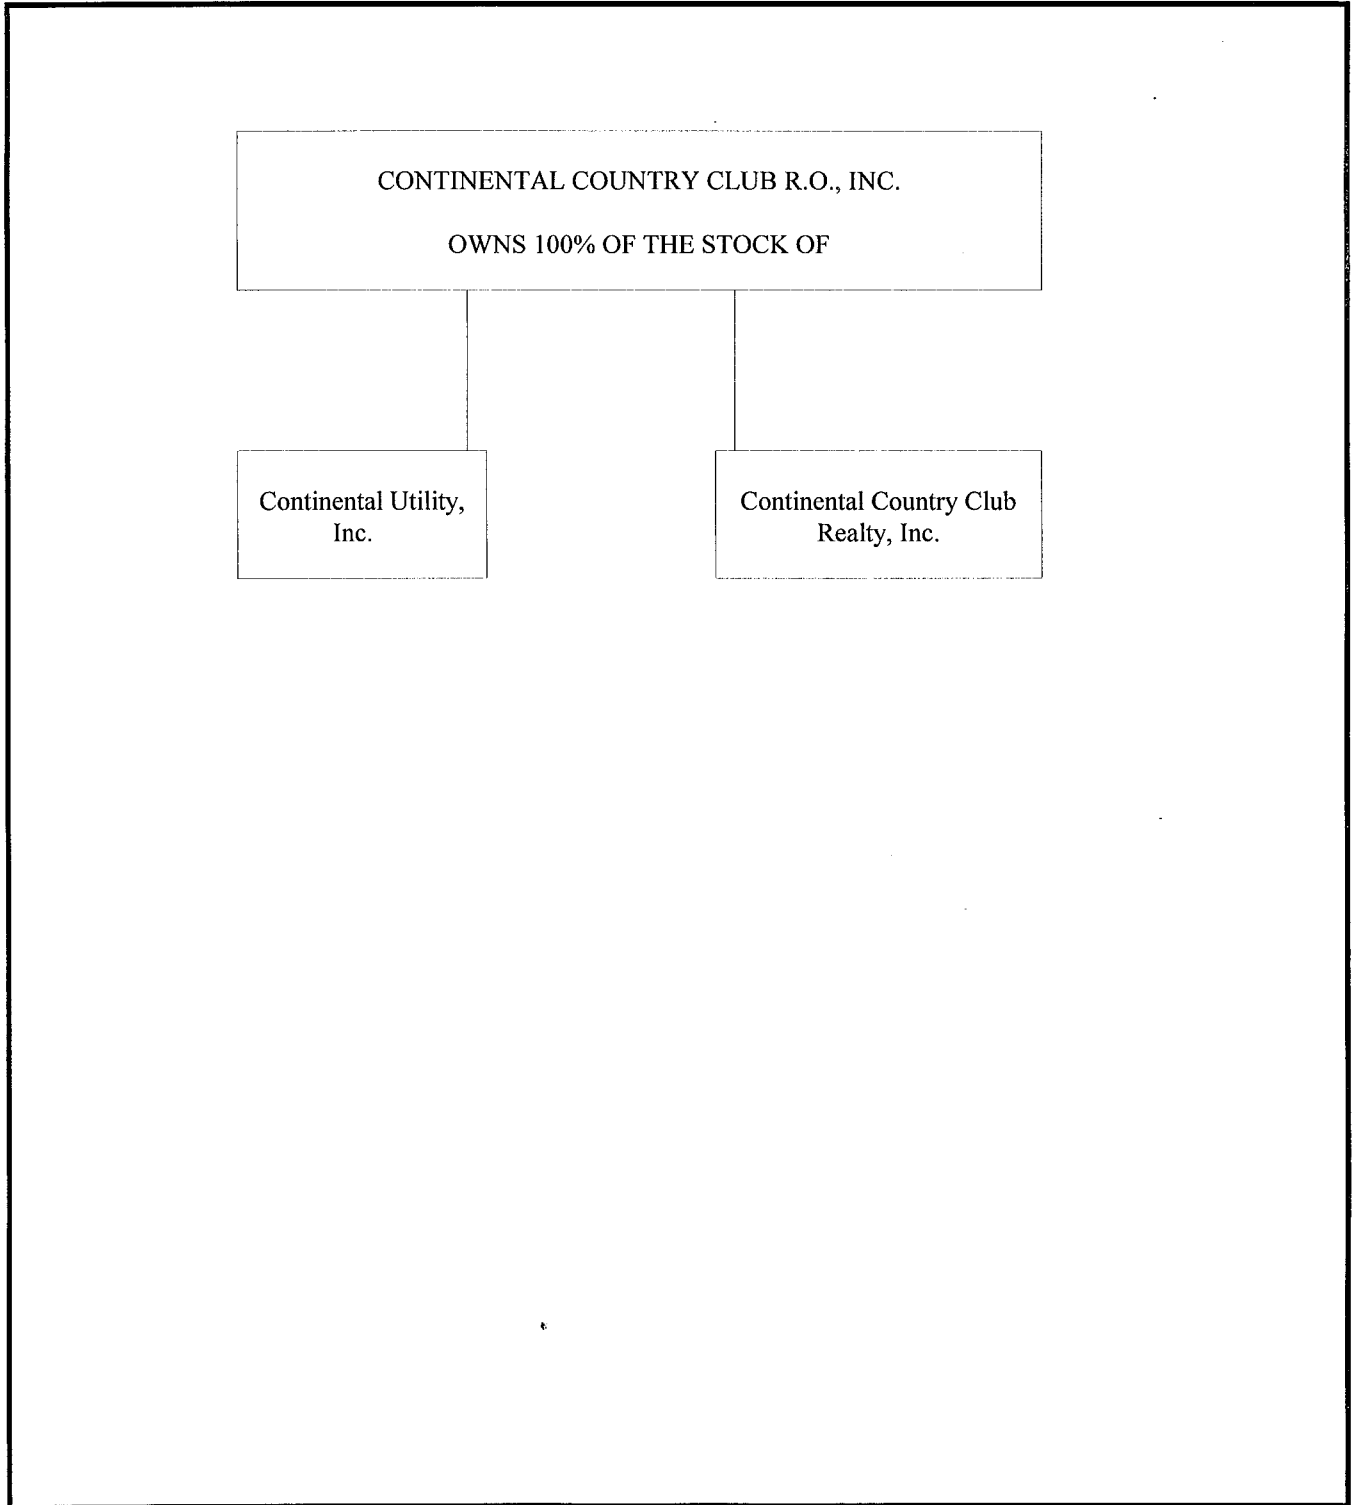 CONTINENTAL COUNTRY CLUB R.O., INC.
OWNS 100% OF THE STOCK OF
Continental Utility,
Inc.
Continental Country Club
Realty, Inc.